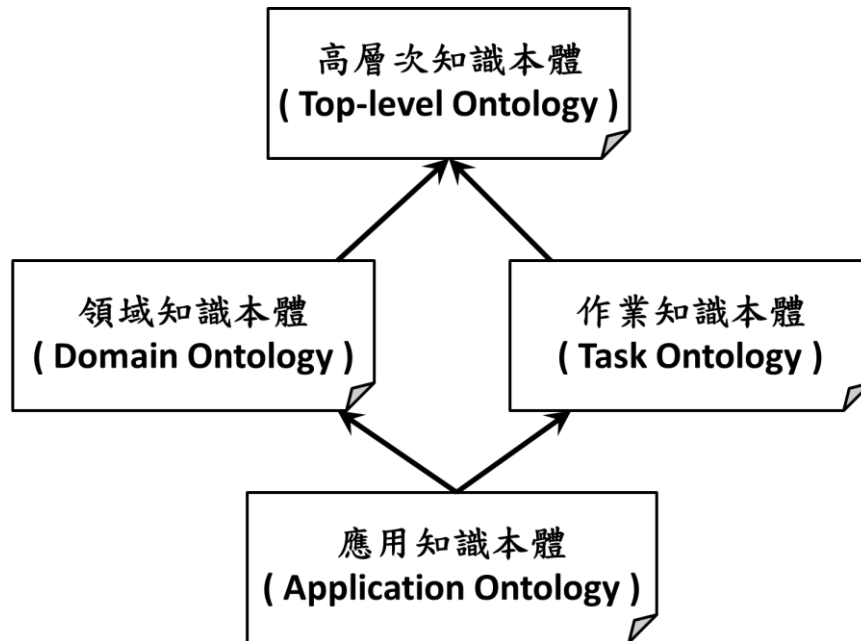 高層次知識本體
( Top-level Ontology )
領域知識本體
( Domain Ontology )
作業知識本體
( Task Ontology )
應用知識本體
( Application Ontology )